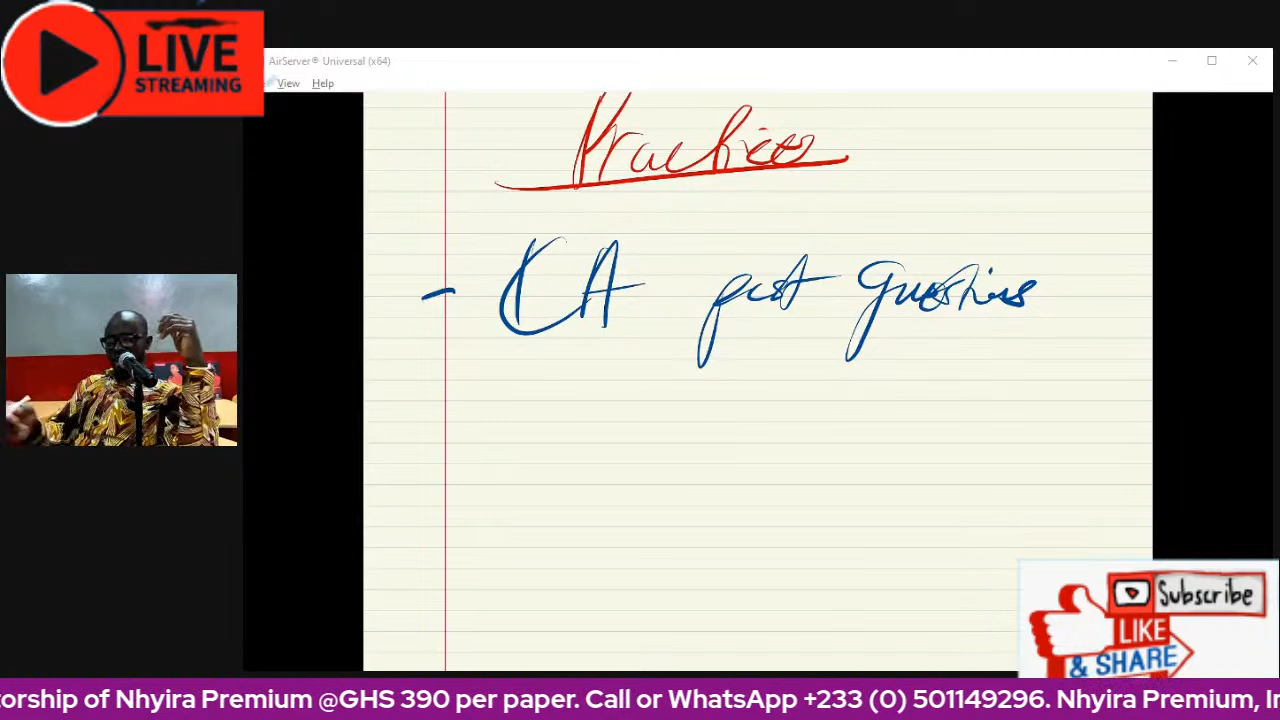 LIVE
STREAMING
AirServer® Universal (x64)
View Help
Practices
- CA past Questions
Subscribe
LIKE
& SHARE
torship of Nhyira Premium @GHS 390 per paper. Call or WhatsApp +233 (0) 501149296. Nhyira Premium, In